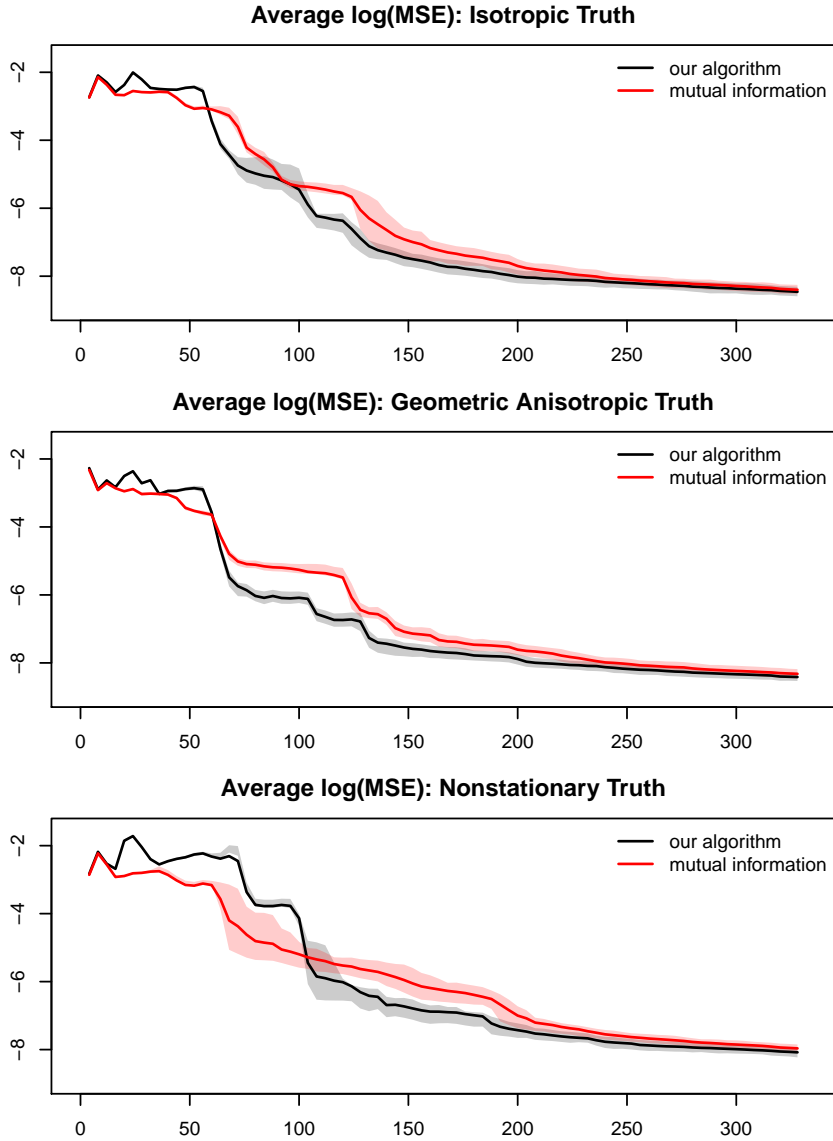 Average log(MSE): Isotropic Truth
our algorithm
mutual information
−2
−4
−6
−8
0 50 100 150 200 250 300
Average log(MSE): Geometric Anisotropic Truth
our algorithm
mutual information
−2
−4
−6
−8
0 50 100 150 200 250 300
Average log(MSE): Nonstationary Truth
our algorithm
mutual information
−2
−4
−6
−8
0 50 100 150 200 250 300